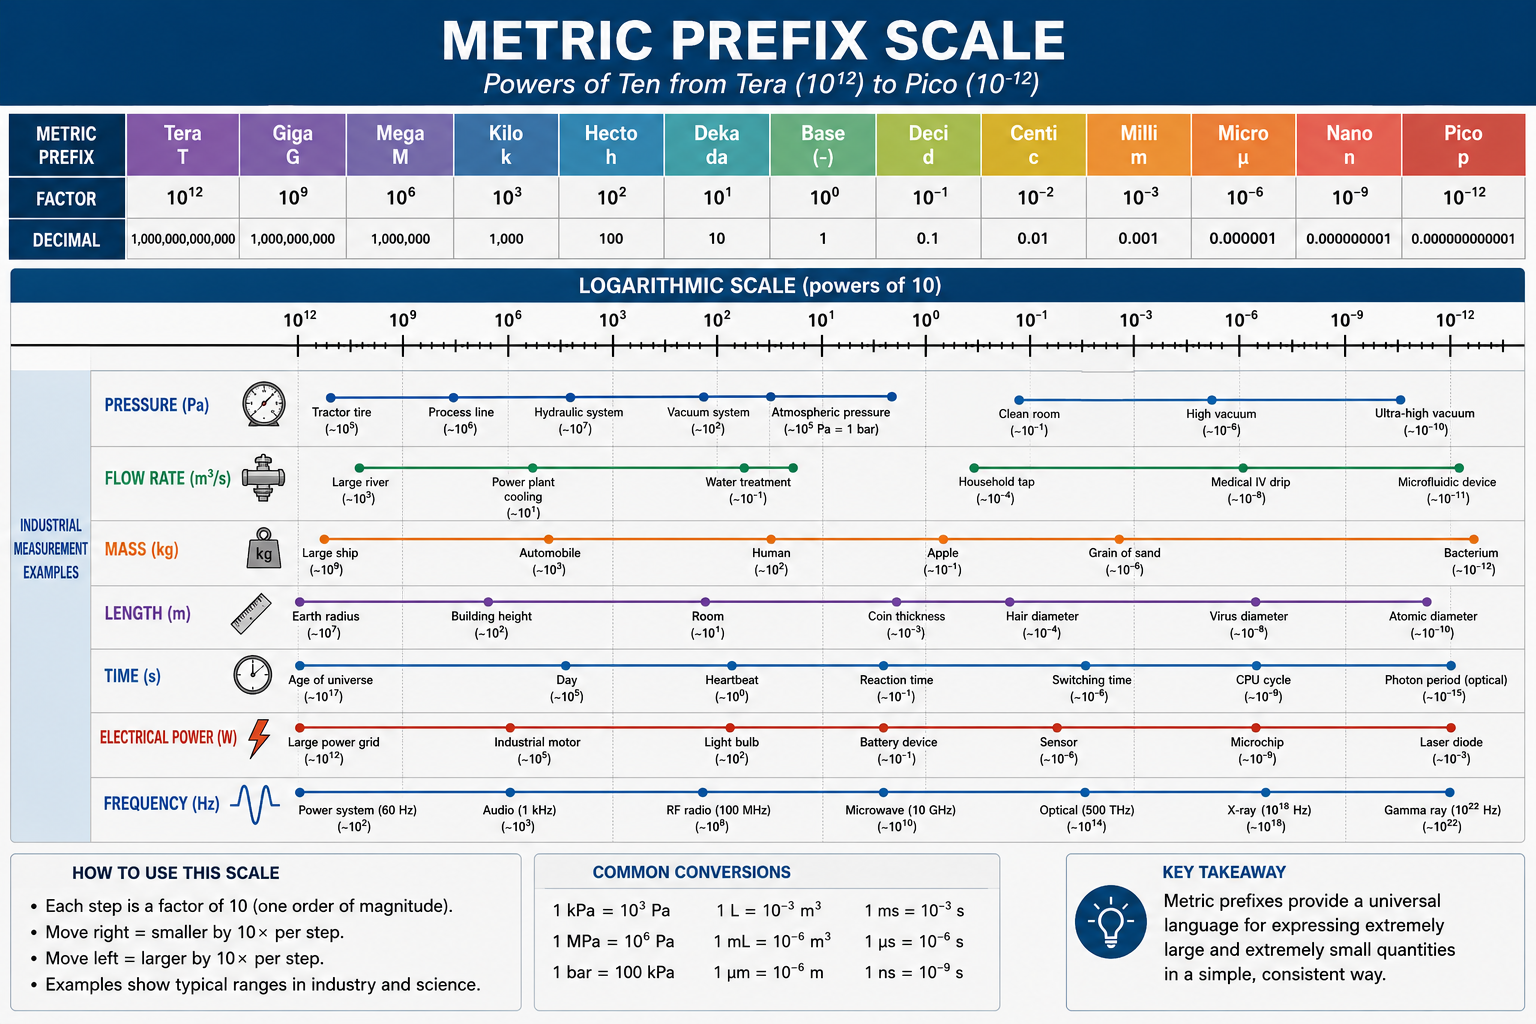 METRIC PREFIX SCALE
Powers of Ten from Tera (10¹²) to Pico (10⁻¹²)
METRIC PREFIX
Tera T
Giga G
Mega M
Kilo k
Hecto h
Deka da
Base (–)
Deci d
Centi c
Milli m
Micro µ
Nano n
Pico p
FACTOR 10¹² 10⁹ 10⁶ 10³ 10² 10¹ 10⁰ 10⁻¹ 10⁻² 10⁻³ 10⁻⁶ 10⁻⁹ 10⁻¹²
DECIMAL 1,000,000,000,000 1,000,000,000 1,000,000 1,000 100 10 1 0.1 0.01 0.001 0.000001 0.000000001 0.000000000001
LOGARITHMIC SCALE (powers of 10)
10¹² 10⁹ 10⁶ 10³ 10² 10¹ 10⁰ 10⁻¹ 10⁻³ 10⁻⁶ 10⁻⁹ 10⁻¹²
INDUSTRIAL
MEASUREMENT
EXAMPLES
PRESSURE (Pa)
Tractor tire
(~10⁵)
Process line
(~10⁶)
Hydraulic system
(~10⁷)
Vacuum system
(~10²)
Atmospheric pressure
(~10⁵ Pa = 1 bar)
Clean room
(~10⁻¹)
High vacuum
(~10⁻⁶)
Ultra-high vacuum
(~10⁻¹⁰)
FLOW RATE (m³/s)
Large river
(~10³)
Power plant
cooling
(~10¹)
Water treatment
(~10⁻¹)
Household tap
(~10⁻⁴)
Medical IV drip
(~10⁻⁸)
Microfluidic device
(~10⁻¹¹)
MASS (kg)
kg
Large ship
(~10⁹)
Automobile
(~10³)
Human
(~10²)
Apple
(~10⁻¹)
Grain of sand
(~10⁻⁶)
Bacterium
(~10⁻¹²)
LENGTH (m)
Earth radius
(~10⁷)
Building height
(~10²)
Room
(~10¹)
Coin thickness
(~10⁻³)
Hair diameter
(~10⁻⁴)
Virus diameter
(~10⁻⁸)
Atomic diameter
(~10⁻¹⁰)
TIME (s)
Age of universe
(~10¹⁷)
Day
(~10⁵)
Heartbeat
(~10⁰)
Reaction time
(~10⁻¹)
Switching time
(~10⁻⁶)
CPU cycle
(~10⁻⁹)
Photon period (optical)
(~10⁻¹⁵)
ELECTRICAL POWER (W)
Large power grid
(~10¹²)
Industrial motor
(~10⁵)
Light bulb
(~10²)
Battery device
(~10⁻¹)
Sensor
(~10⁻⁶)
Microchip
(~10⁻⁹)
Laser diode
(~10⁻³)
FREQUENCY (Hz)
Power system (60 Hz)
(~10²)
Audio (1 kHz)
(~10³)
RF radio (100 MHz)
(~10⁸)
Microwave (10 GHz)
(~10¹⁰)
Optical (500 THz)
(~10¹⁴)
X-ray (10¹⁸ Hz)
(~10¹⁸)
Gamma ray (10²² Hz)
(~10²²)
HOW TO USE THIS SCALE
• Each step is a factor of 10 (one order of magnitude).
• Move right = smaller by 10× per step.
• Move left = larger by 10× per step.
• Examples show typical ranges in industry and science.
COMMON CONVERSIONS
1 kPa = 10³ Pa 1 L = 10⁻³ m³ 1 ms = 10⁻³ s
1 MPa = 10⁶ Pa 1 mL = 10⁻⁶ m³ 1 µs = 10⁻⁶ s
1 bar = 100 kPa 1 µm = 10⁻⁶ m 1 ns = 10⁻⁹ s
KEY TAKEAWAY
Metric prefixes provide a universal
language for expressing extremely
large and extremely small quantities
in a simple, consistent way.